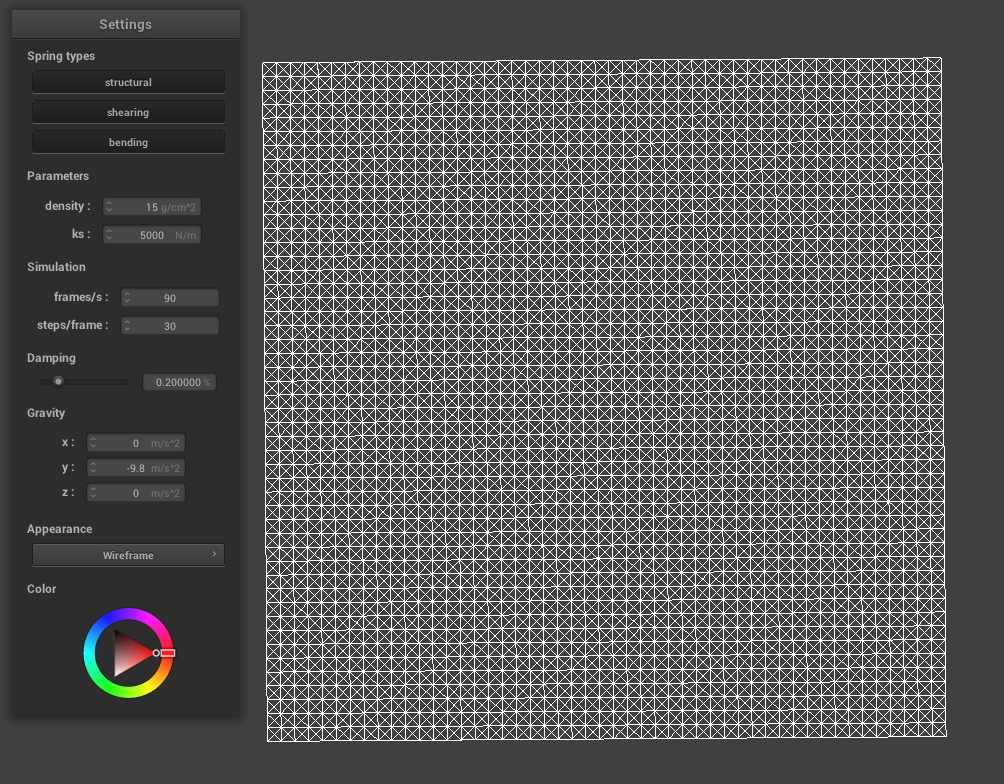 Settings
Spring types
structural
shearing
bending
Parameters
density : 15 g/cm^2
ks : 5000 N/m
Simulation
frames/s : 90
steps/frame : 30
Damping
0.200000 %
Gravity
x : 0 m/s^2
y : -9.8 m/s^2
z : 0 m/s^2
Appearance
Wireframe
Color